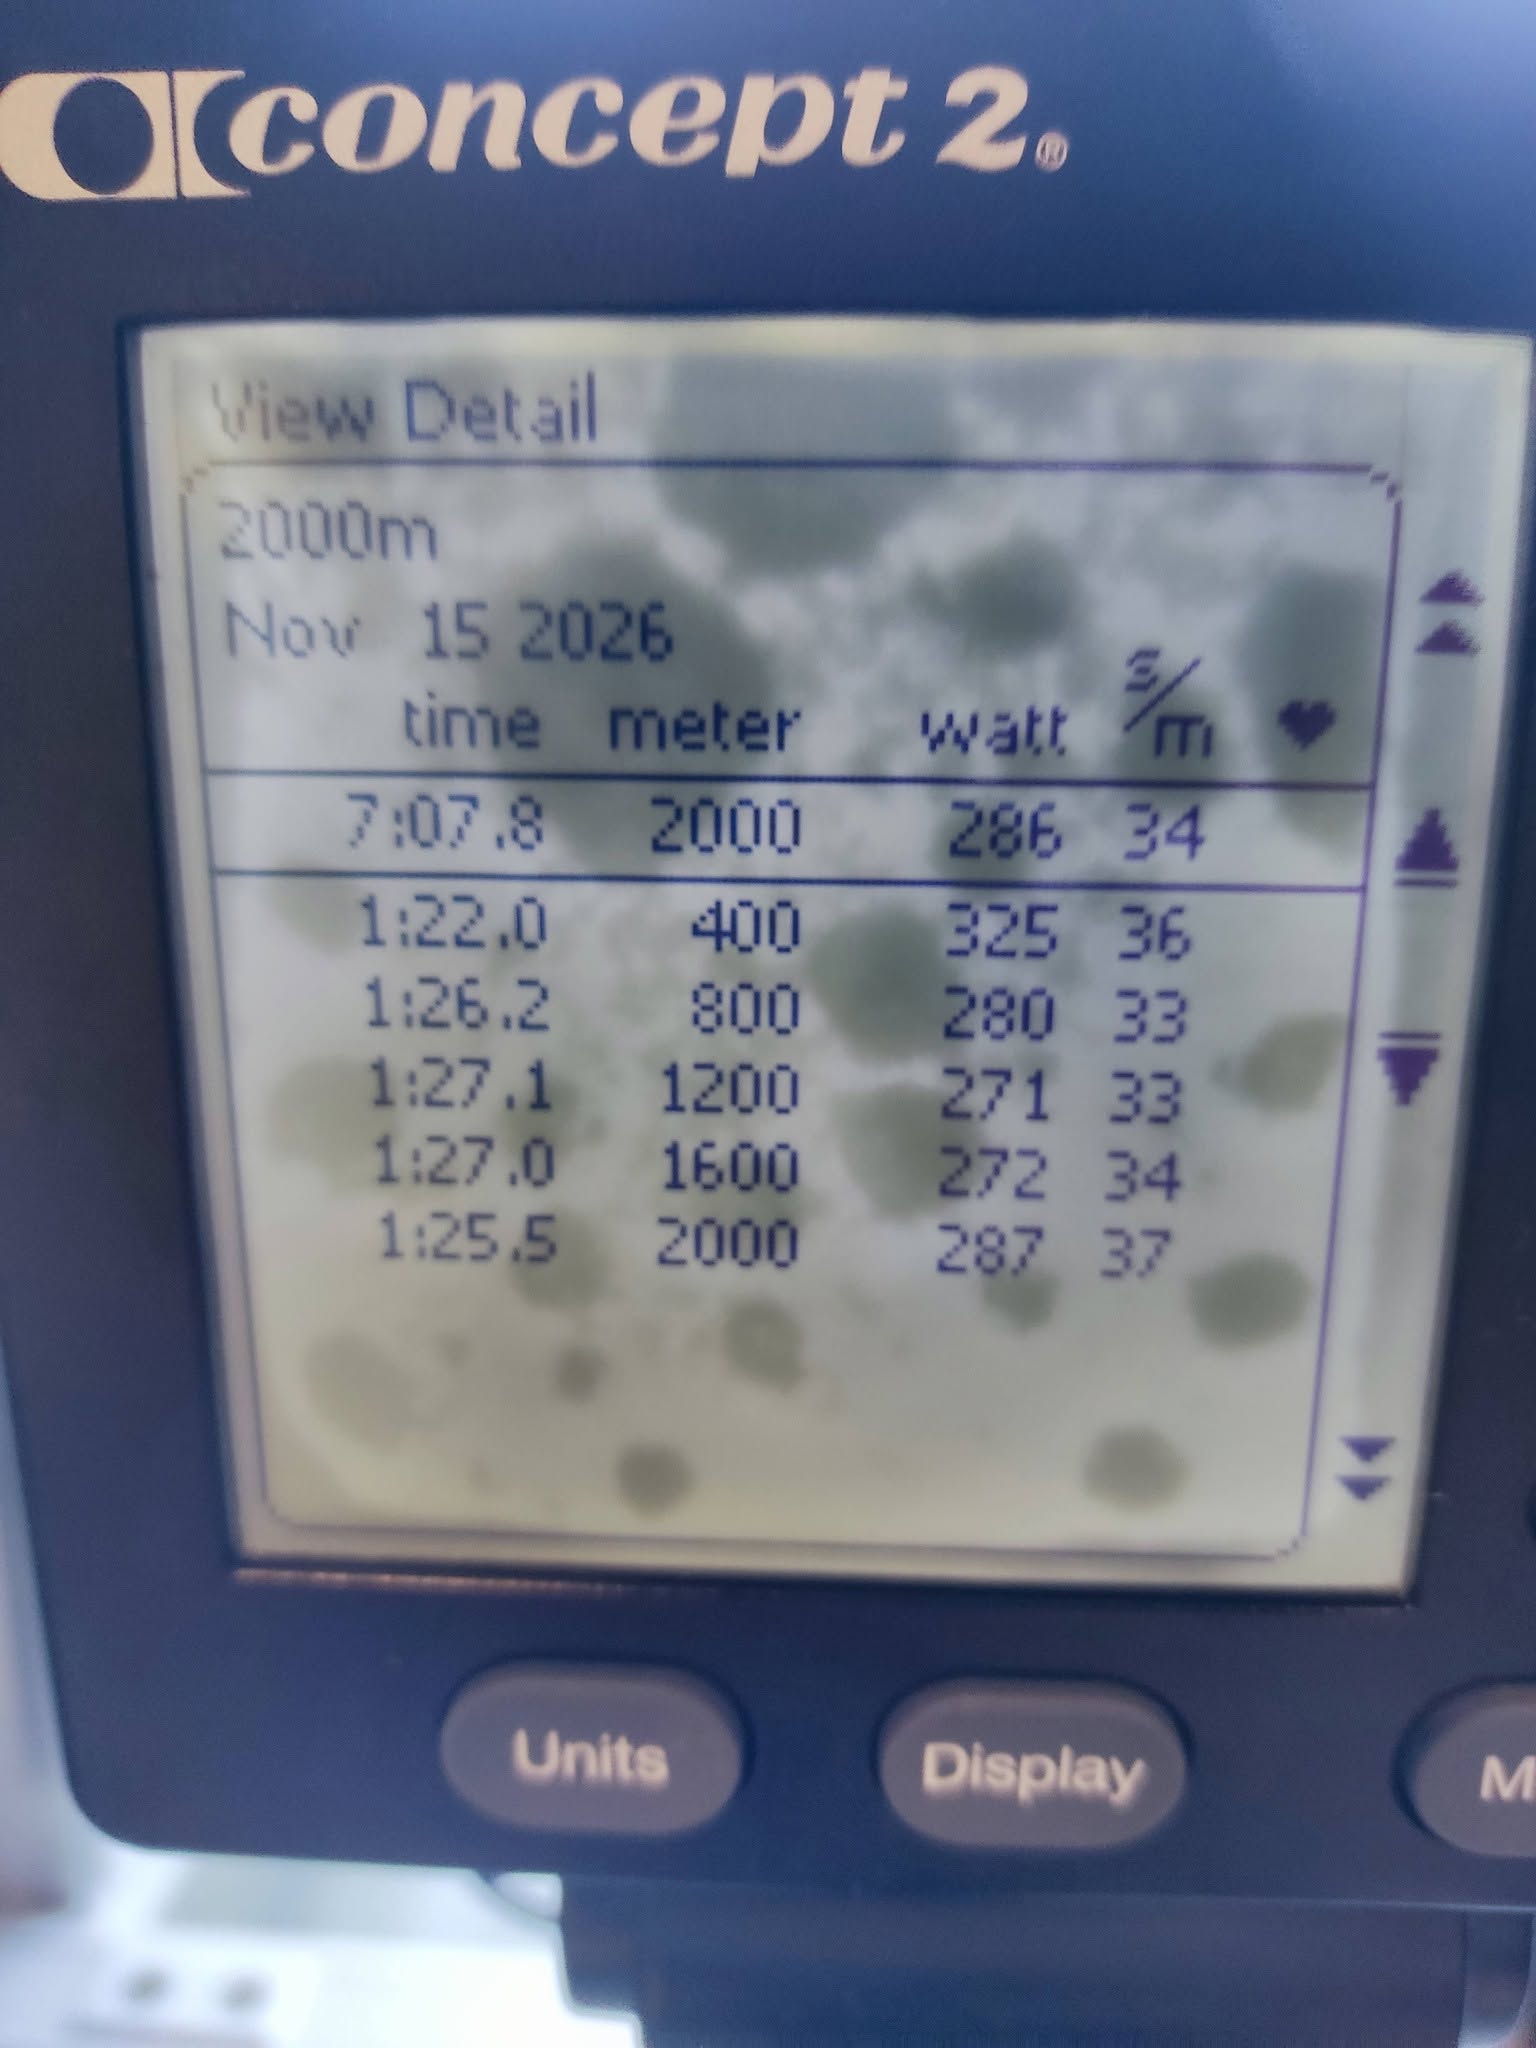 concept 2®
View Detail
2000m
Nov 15 2026
time meter watt s/m ♥
7:07.8 2000 286 34
1:22.0 400 325 36
1:26.2 800 280 33
1:27.1 1200 271 33
1:27.0 1600 272 34
1:25.5 2000 287 37
Units Display M